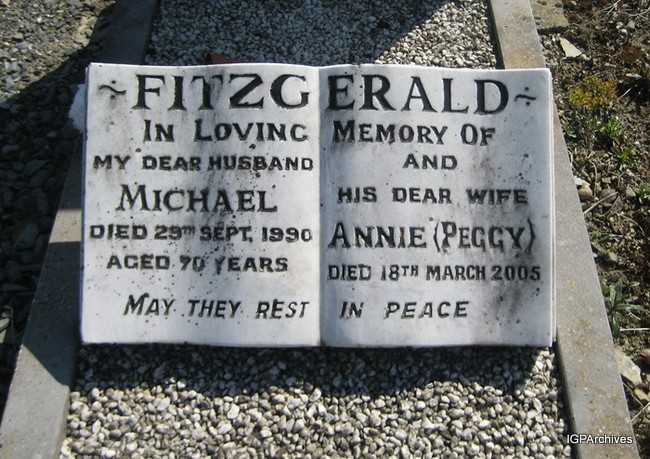 ~FITZGERALD~
IN LOVING MEMORY OF
MY DEAR HUSBAND AND
MICHAEL HIS DEAR WIFE
DIED 29TH SEPT. 1990 ANNIE (PEGGY)
AGED 70 YEARS DIED 18TH MARCH 2005
MAY THEY REST IN PEACE
IGPArchives